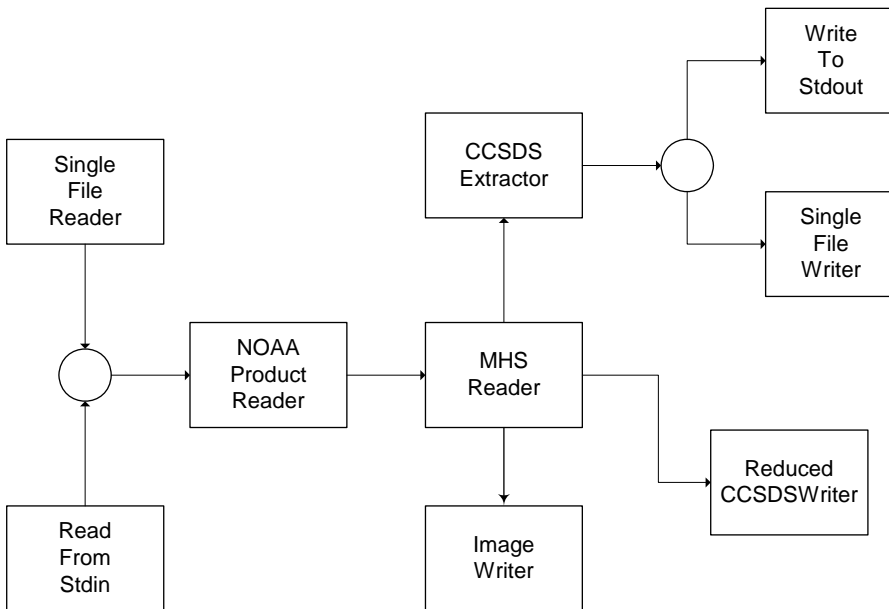 Write
To
Stdout
Single
File
Reader
CCSDS
Extractor
Single
File
Writer
NOAA
Product
Reader
MHS
Reader
Reduced
CCSDSWriter
Read
From
Stdin
Image
Writer